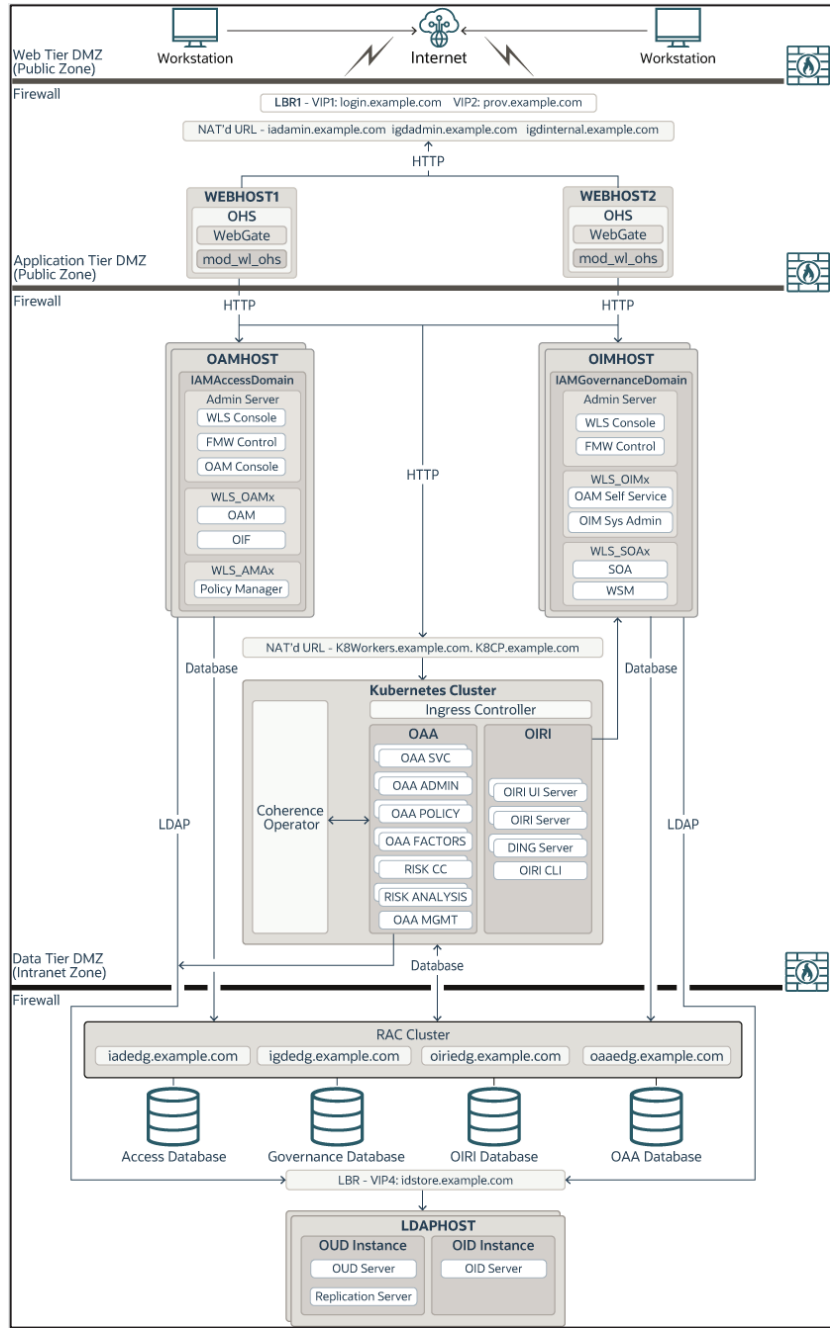 Workstation
Internet
Workstation
Web Tier DMZ
(Public Zone)
Firewall
LBR1 - VIP1: login.example.com VIP2: prov.example.com
NAT'd URL - iadamin.example.com igdadmin.example.com igdinternal.example.com
HTTP
WEBHOST1
OHS
WebGate
mod_wl_ohs
WEBHOST2
OHS
WebGate
mod_wl_ohs
Application Tier DMZ
(Public Zone)
Firewall
HTTP
HTTP
OAMHOST
IAMAccessDomain
Admin Server
WLS Console
FMW Control
OAM Console
WLS_OAMx
OAM
OIF
WLS_AMAx
Policy Manager
HTTP
OIMHOST
IAMGovernanceDomain
Admin Server
WLS Console
FMW Control
WLS_OIMx
OAM Self Service
OIM Sys Admin
WLS_SOAx
SOA
WSM
NAT'd URL - K8Workers.example.com. K8CP.example.com
Database
Database
Kubernetes Cluster
Ingress Controller
Coherence
Operator
OAA
OAA SVC
OAA ADMIN
OAA POLICY
OAA FACTORS
RISK CC
RISK ANALYSIS
OAA MGMT
OIRI
OIRI UI Server
OIRI Server
DING Server
OIRI CLI
LDAP
LDAP
Data Tier DMZ
(Intranet Zone)
Firewall
Database
RAC Cluster
iadedg.example.com
igdedg.example.com
oiriedg.example.com
oaaedg.example.com
Access Database
Governance Database
OIRI Database
OAA Database
LBR - VIP4: idstore.example.com
LDAPHOST
OUD Instance
OUD Server
Replication Server
OID Instance
OID Server